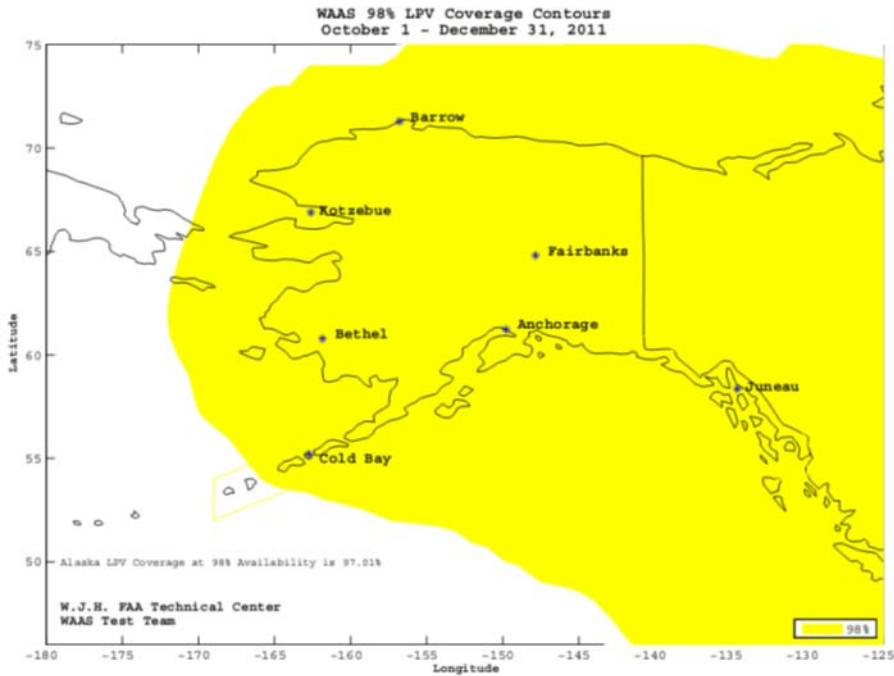 WAAS 98% LPV Coverage Contours
October 1 - December 31, 2011
75
70
65
60
55
50
Latitude
Barrow
Kotzebue
Fairbanks
Bethel
Anchorage
Juneau
Cold Bay
Alaska LPV Coverage at 98% Availability is 97.01%
W.J.H. FAA Technical Center
WAAS Test Team
98%
-180 -175 -170 -165 -160 -155 -150 -145 -140 -135 -130 -125
Longitude